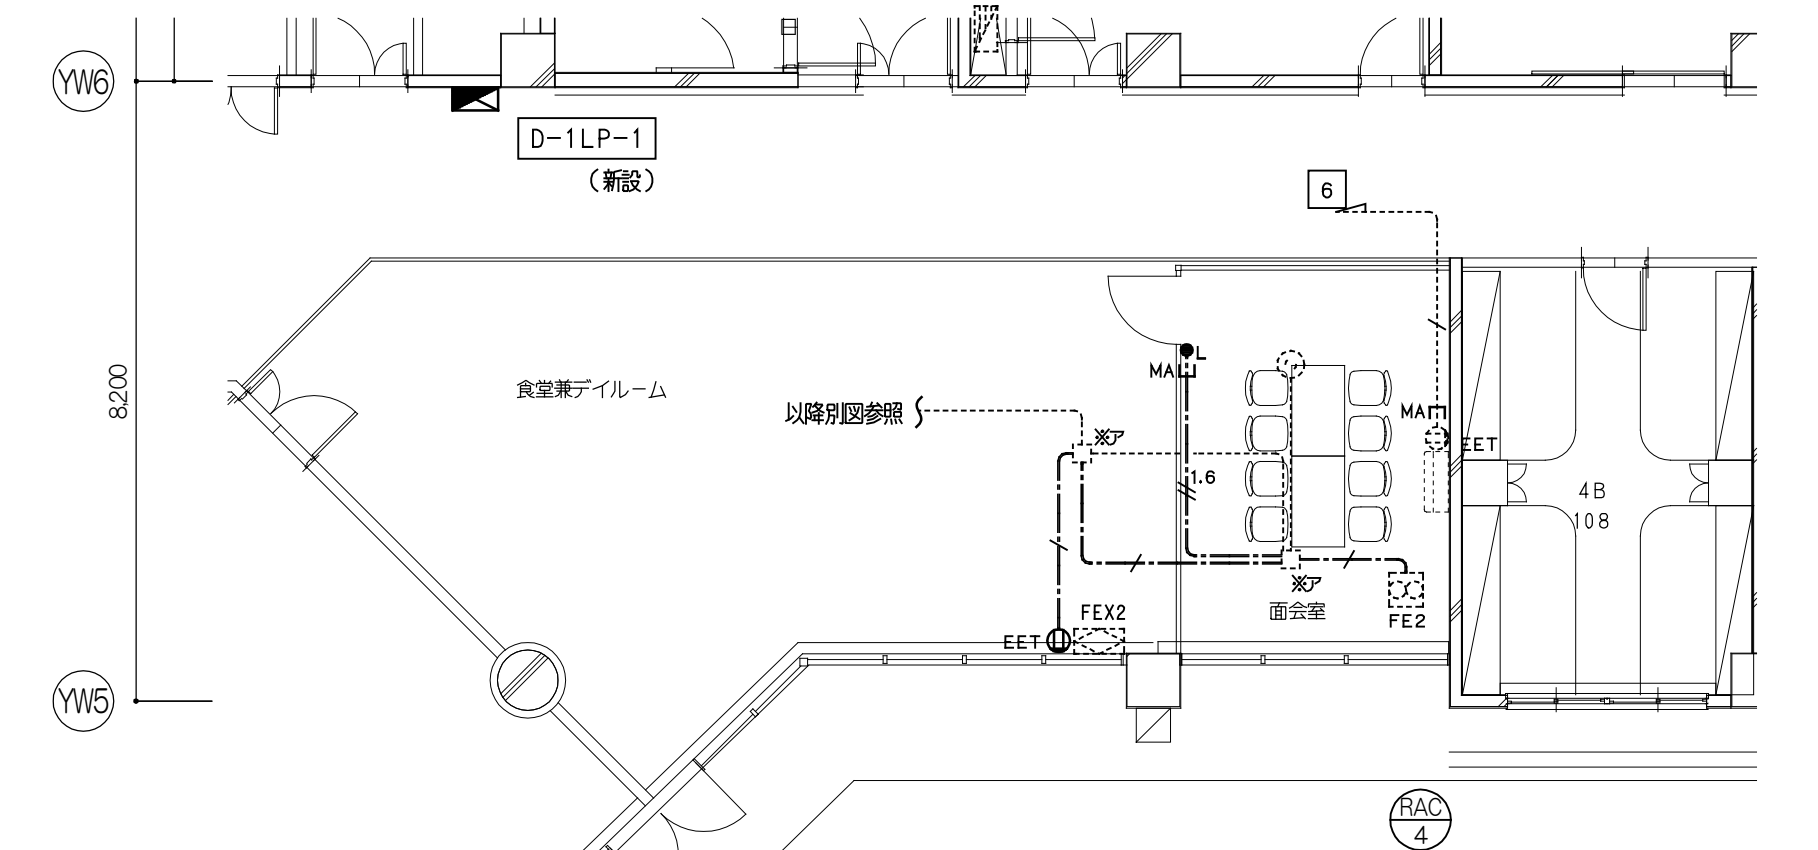 YW6
D-1LP-1
（新設）
6
8,200
食堂兼デイルーム
L
MA
以降別図参照
※ア
MA
EET
1.6
4B
108
※ア
面会室
FEX2
FE2
EET
YW5
RAC
4